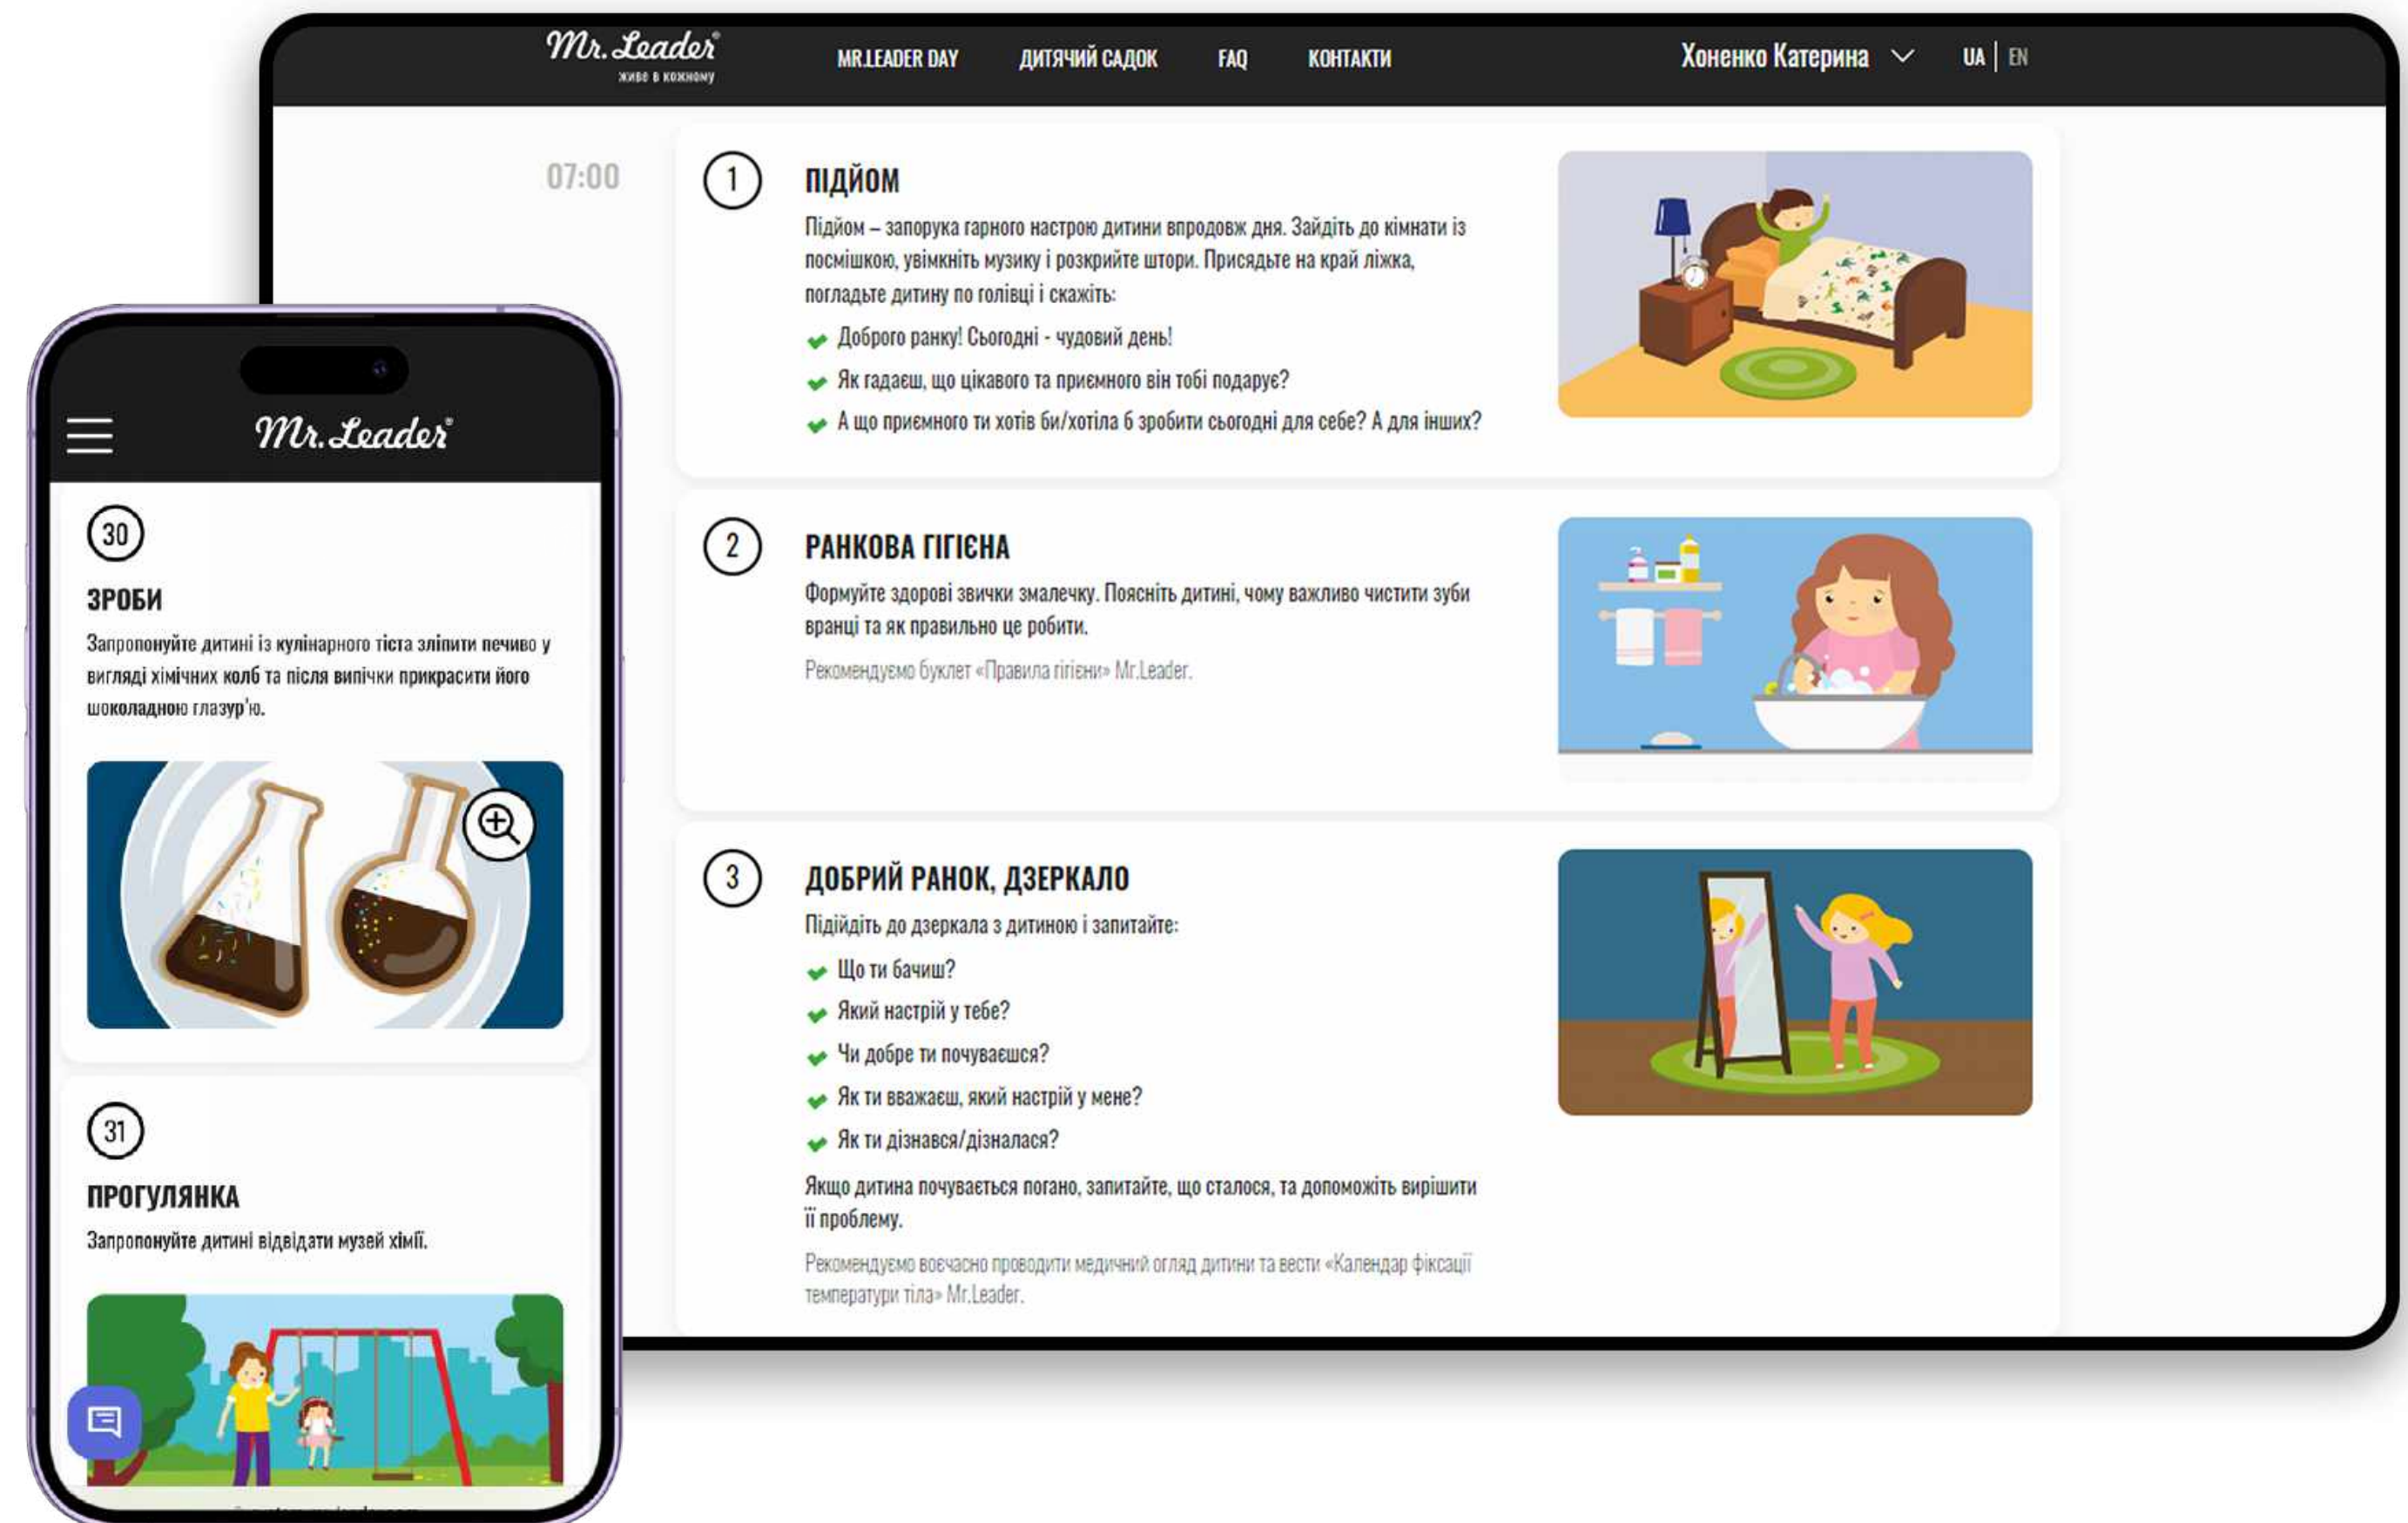 Mr. Leader®
живе в кожному
MR.LEADER DAY
ДИТЯЧИЙ САДОК
FAQ
КОНТАКТИ
Хоненко Катерина
UA | EN
07:00
1
ПІДЙОМ
Підйом – запорука гарного настрою дитини впродовж дня. Зайдіть до кімнати із
посмішкою, увімкніть музику і розкрийте штори. Присядьте на край ліжка,
погладьте дитину по голівці і скажіть:
Доброго ранку! Сьогодні - чудовий день!
Як гадаєш, що цікавого та приємного він тобі подарує?
А що приємного ти хотів би/хотіла б зробити сьогодні для себе? А для інших?
2
РАНКОВА ГІГІЄНА
Формуйте здорові звички змалечку. Поясніть дитині, чому важливо чистити зуби
вранці та як правильно це робити.
Рекомендуємо буклет «Правила гігієни» Mr.Leader.
3
ДОБРИЙ РАНОК, ДЗЕРКАЛО
Підійдіть до дзеркала з дитиною і запитайте:
Що ти бачиш?
Який настрій у тебе?
Чи добре ти почуваєшся?
Як ти вважаєш, який настрій у мене?
Як ти дізнався/дізналася?
Якщо дитина почувається погано, запитайте, що сталося, та допоможіть вирішити
її проблему.
Рекомендуємо воєчасно проводити медичний огляд дитини та вести «Календар фіксації
температури тіла» Mr.Leader.
Mr. Leader®
30
ЗРОБИ
Запропонуйте дитині із кулінарного тіста зліпити печиво у
вигляді хімічних колб та після випічки прикрасити його
шоколадною глазур'ю.
31
ПРОГУЛЯНКА
Запропонуйте дитині відвідати музей хімії.